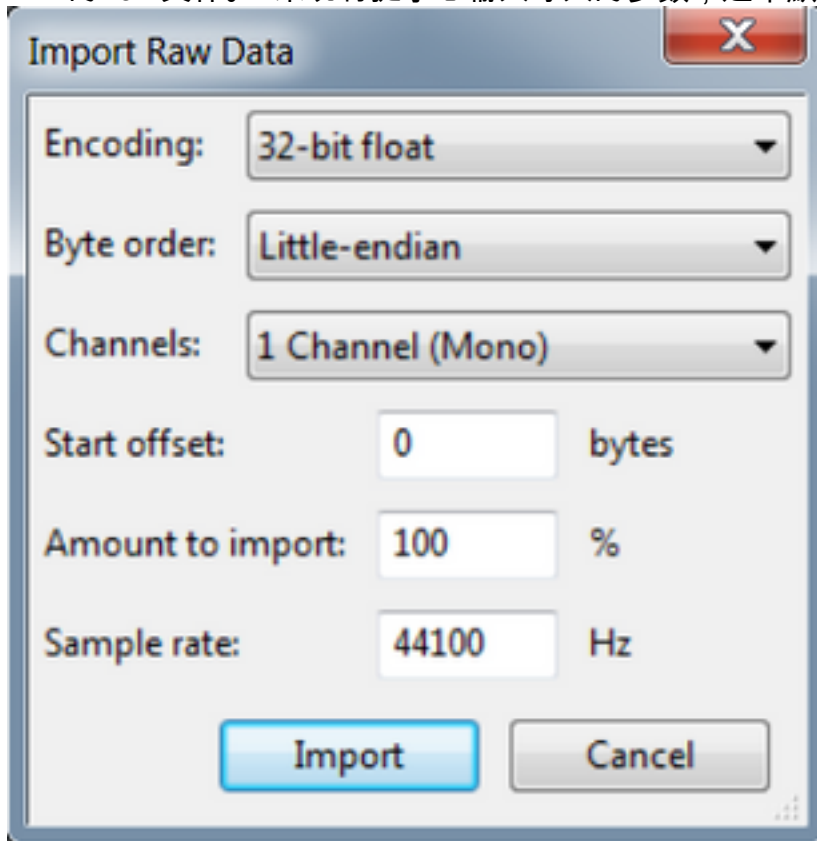 Import Raw Data
Encoding: 32-bit float
Byte order: Little-endian
Channels: 1 Channel (Mono)
Start offset: 0 bytes
Amount to import: 100 %
Sample rate: 44100 Hz
Import Cancel